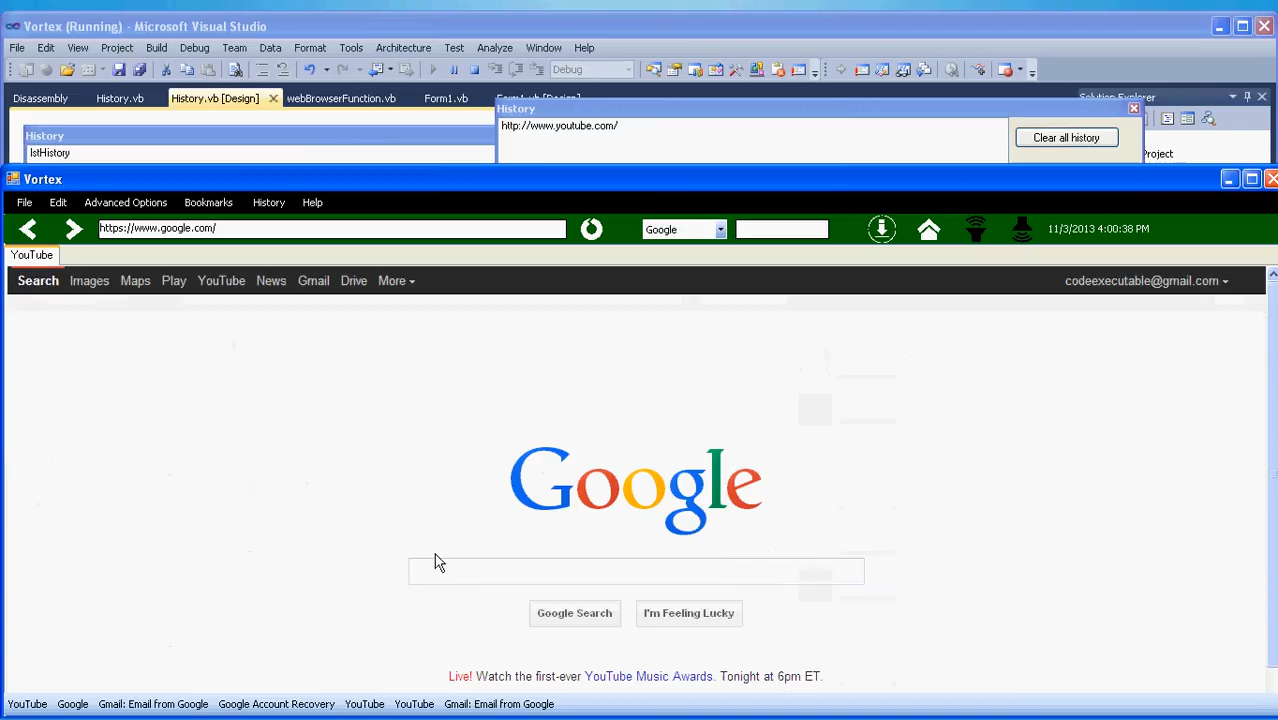 Vortex (Running) - Microsoft Visual Studio
File Edit View Project Build Debug Team Data Format Tools Architecture Test Analyze Window Help
Debug
Disassembly History.vb History.vb [Design] webBrowserFunction.vb Form1.vb Form1.vb [Design] Solution Explorer
History
http://www.youtube.com/
Clear all history
History
lstHistory
Project
Vortex
File Edit Advanced Options Bookmarks History Help
https://www.google.com/ Google 11/3/2013 4:00:38 PM
YouTube
Search Images Maps Play YouTube News Gmail Drive More codeexecutable@gmail.com
Google
Google Search I'm Feeling Lucky
Live! Watch the first-ever YouTube Music Awards. Tonight at 6pm ET.
YouTube Google Gmail: Email from Google Google Account Recovery YouTube YouTube Gmail: Email from Google